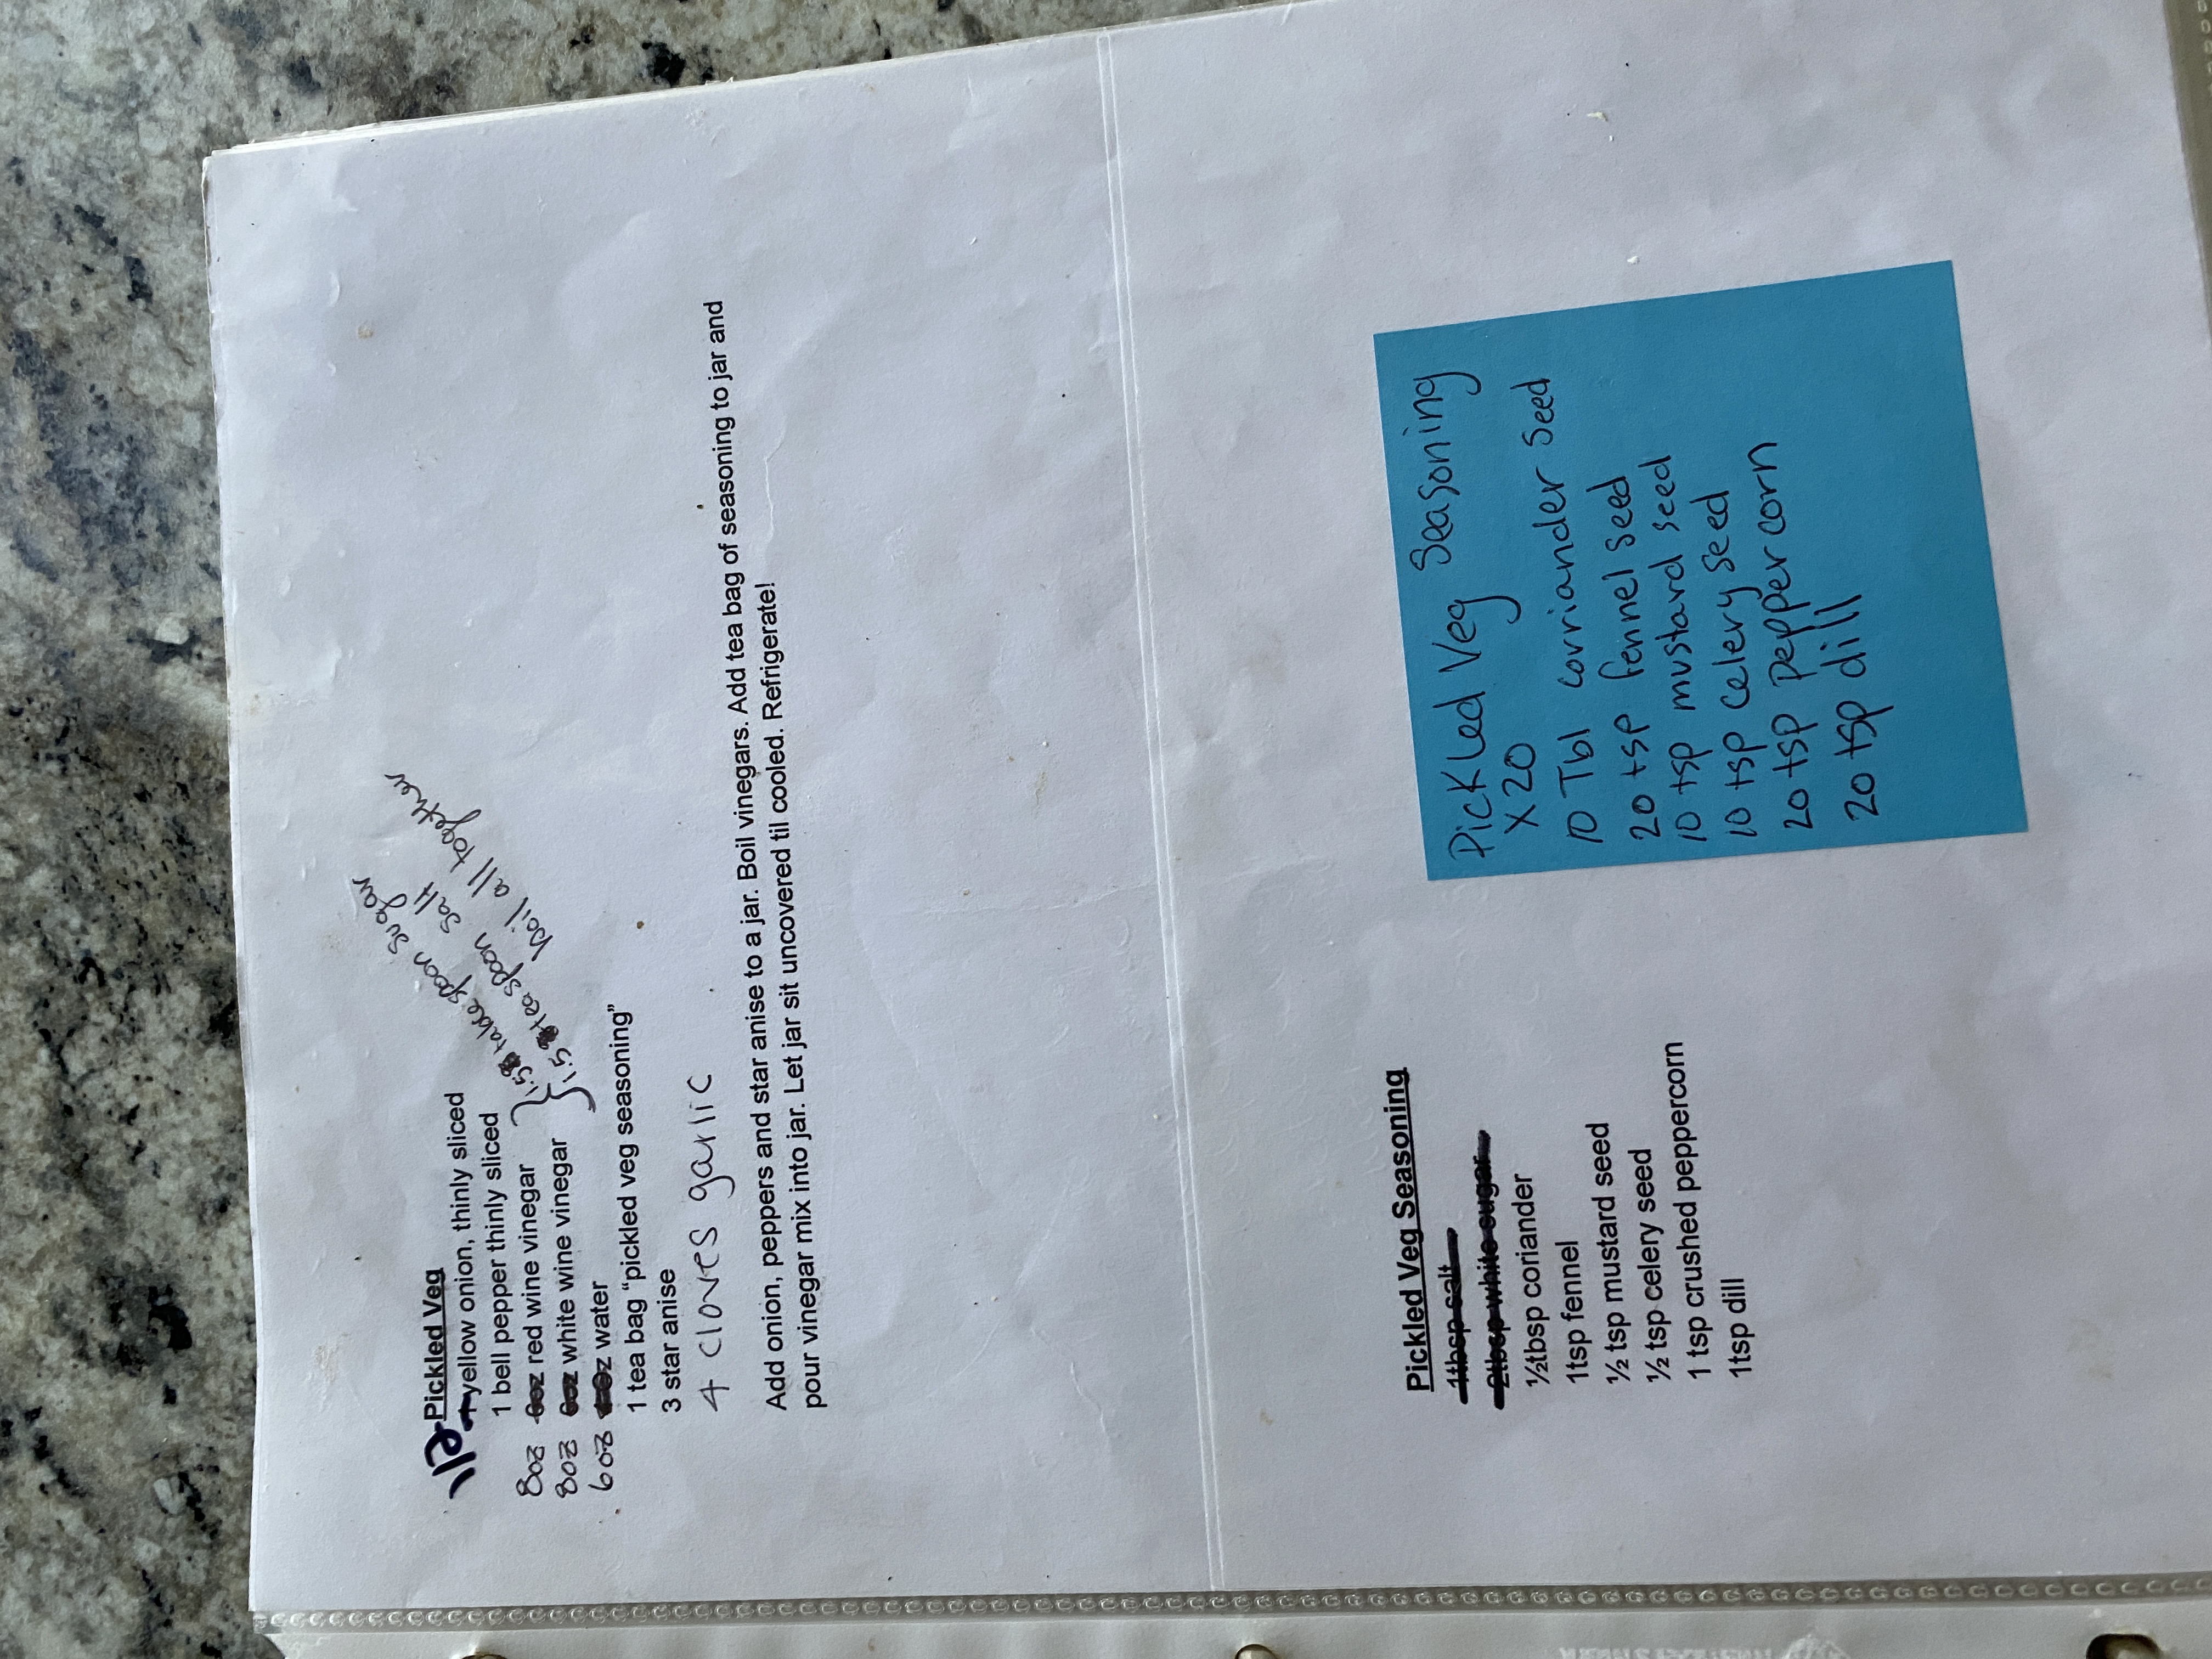 Pickled Veg
1/2 yellow onion, thinly sliced
1 bell pepper thinly sliced
8oz 6oz red wine vinegar } 1.5 table spoon sugar
8oz 6oz white wine vinegar } 1.5 tea spoon salt
boil all together
6oz water
1 tea bag “pickled veg seasoning”
3 star anise
4 cloves garlic
Add onion, peppers and star anise to a jar. Boil vinegars. Add tea bag of seasoning to jar and
pour vinegar mix into jar. Let jar sit uncovered til cooled. Refrigerate!
Pickled Veg Seasoning
1tbsp salt
2tbsp white sugar
½tbsp coriander
1tsp fennel
½ tsp mustard seed
½ tsp celery seed
1 tsp crushed peppercorn
1tsp dill
Pickled Veg Seasoning
x20
10 Tbl corriander seed
20 tsp fennel seed
10 tsp mustard seed
10 tsp celery seed
20 tsp peppercorn
20 tsp dill